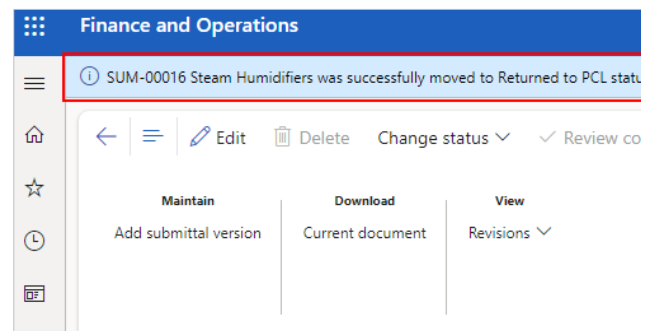 Finance and Operations
SUM-00016 Steam Humidifiers was successfully moved to Returned to PCL statu
Edit Delete Change status Review co
Maintain Download View
Add submittal version Current document Revisions